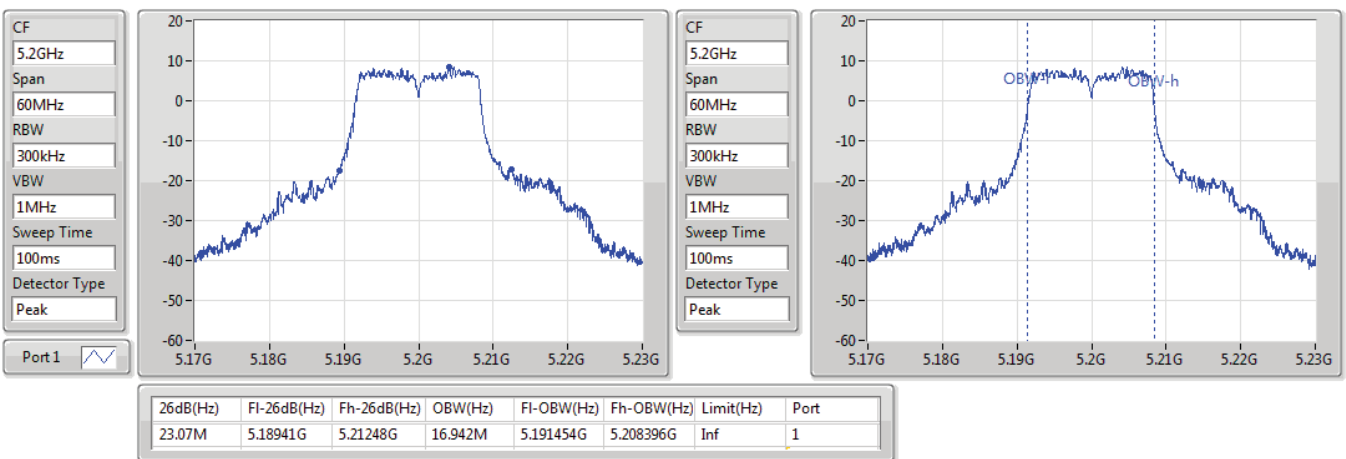 CF
5.2GHz
Span
60MHz
RBW
300kHz
VBW
1MHz
Sweep Time
100ms
Detector Type
Peak
Port 1
20
10
0
-10
-20
-30
-40
-50
-60
5.17G 5.18G 5.19G 5.2G 5.21G 5.22G 5.23G
CF
5.2GHz
Span
60MHz
RBW
300kHz
VBW
1MHz
Sweep Time
100ms
Detector Type
Peak
20
10
0
-10
-20
-30
-40
-50
-60
OBW-l OBW-h
5.17G 5.18G 5.19G 5.2G 5.21G 5.22G 5.23G
26dB(Hz) Fl-26dB(Hz) Fh-26dB(Hz) OBW(Hz) Fl-OBW(Hz) Fh-OBW(Hz) Limit(Hz) Port
23.07M 5.18941G 5.21248G 16.942M 5.191454G 5.208396G Inf 1